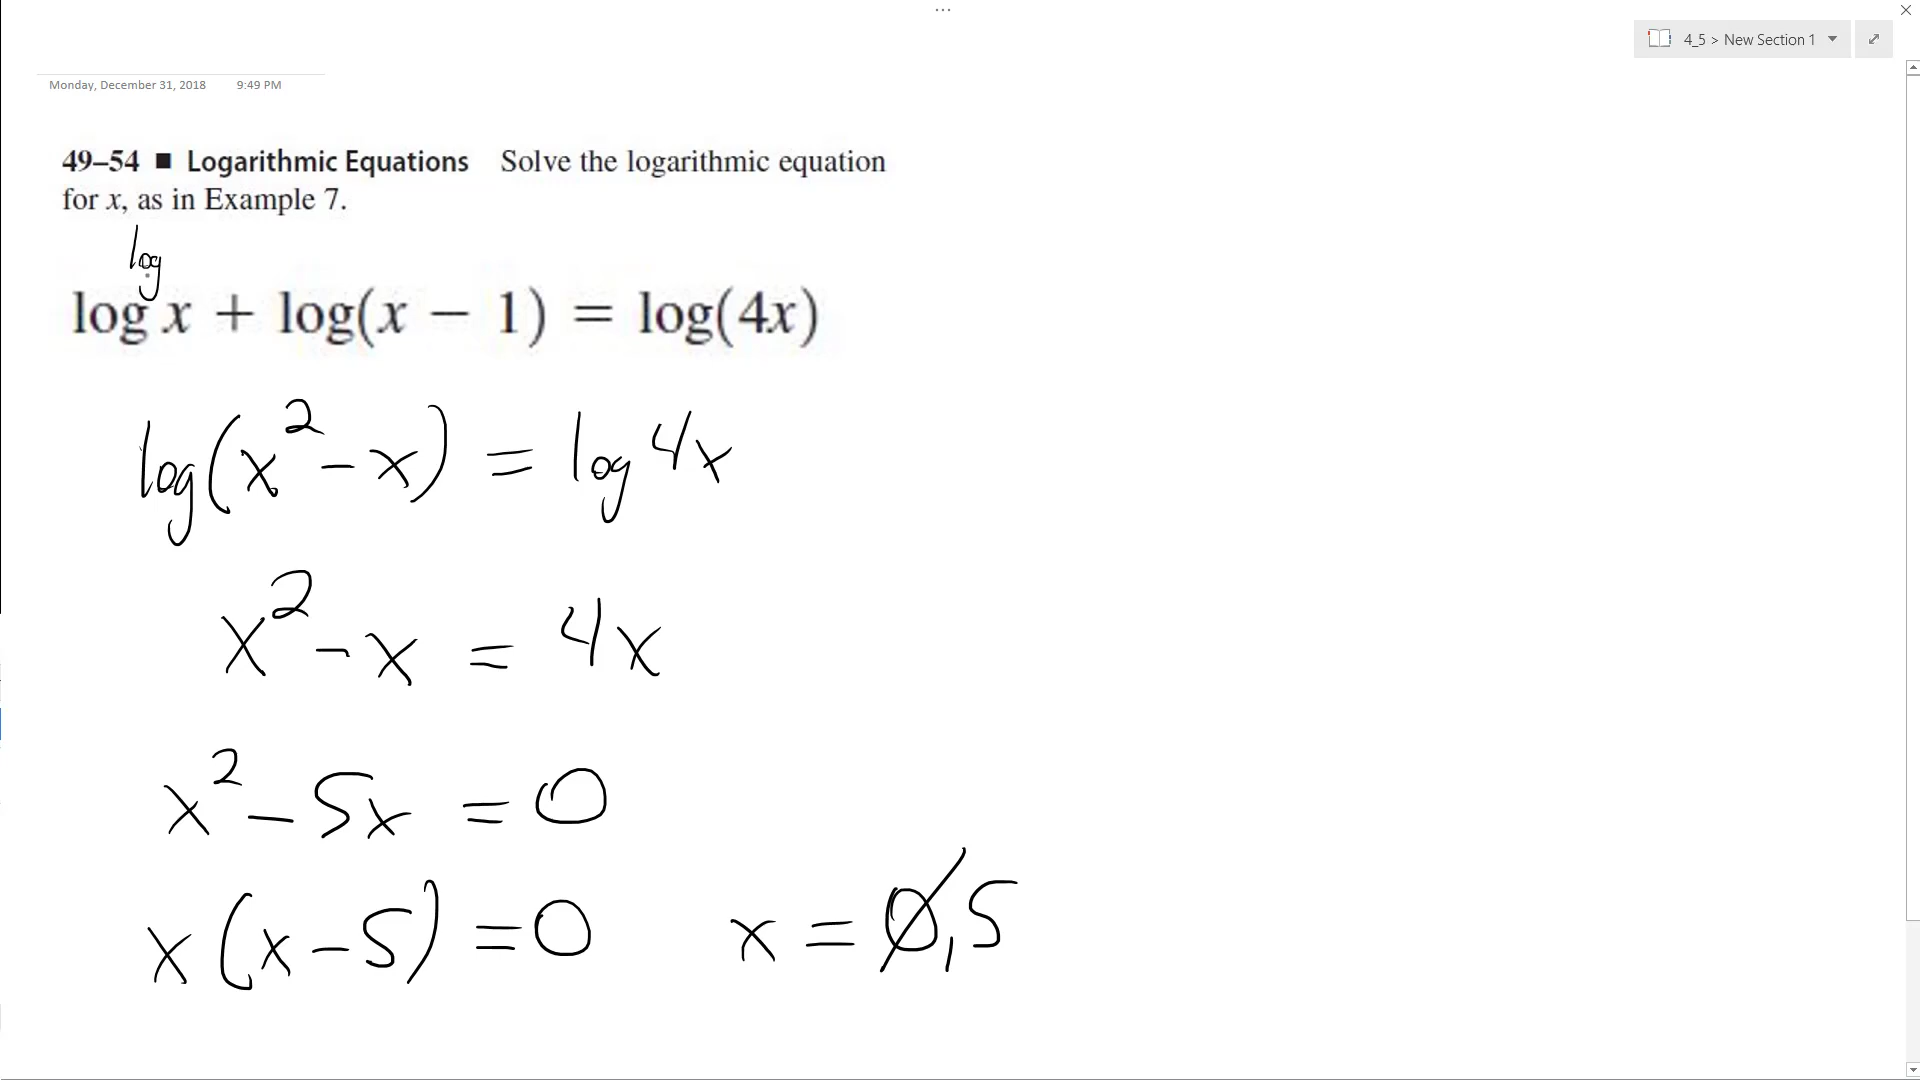 ...
4_5 > New Section 1
Monday, December 31, 2018 9:49 PM
49–54 ■ Logarithmic Equations Solve the logarithmic equation
for x, as in Example 7.
log
log x + log(x − 1) = log(4x)
log(x² − x) = log 4x
x² − x = 4x
x² − 5x = 0
x(x − 5) = 0 x = 0, 5